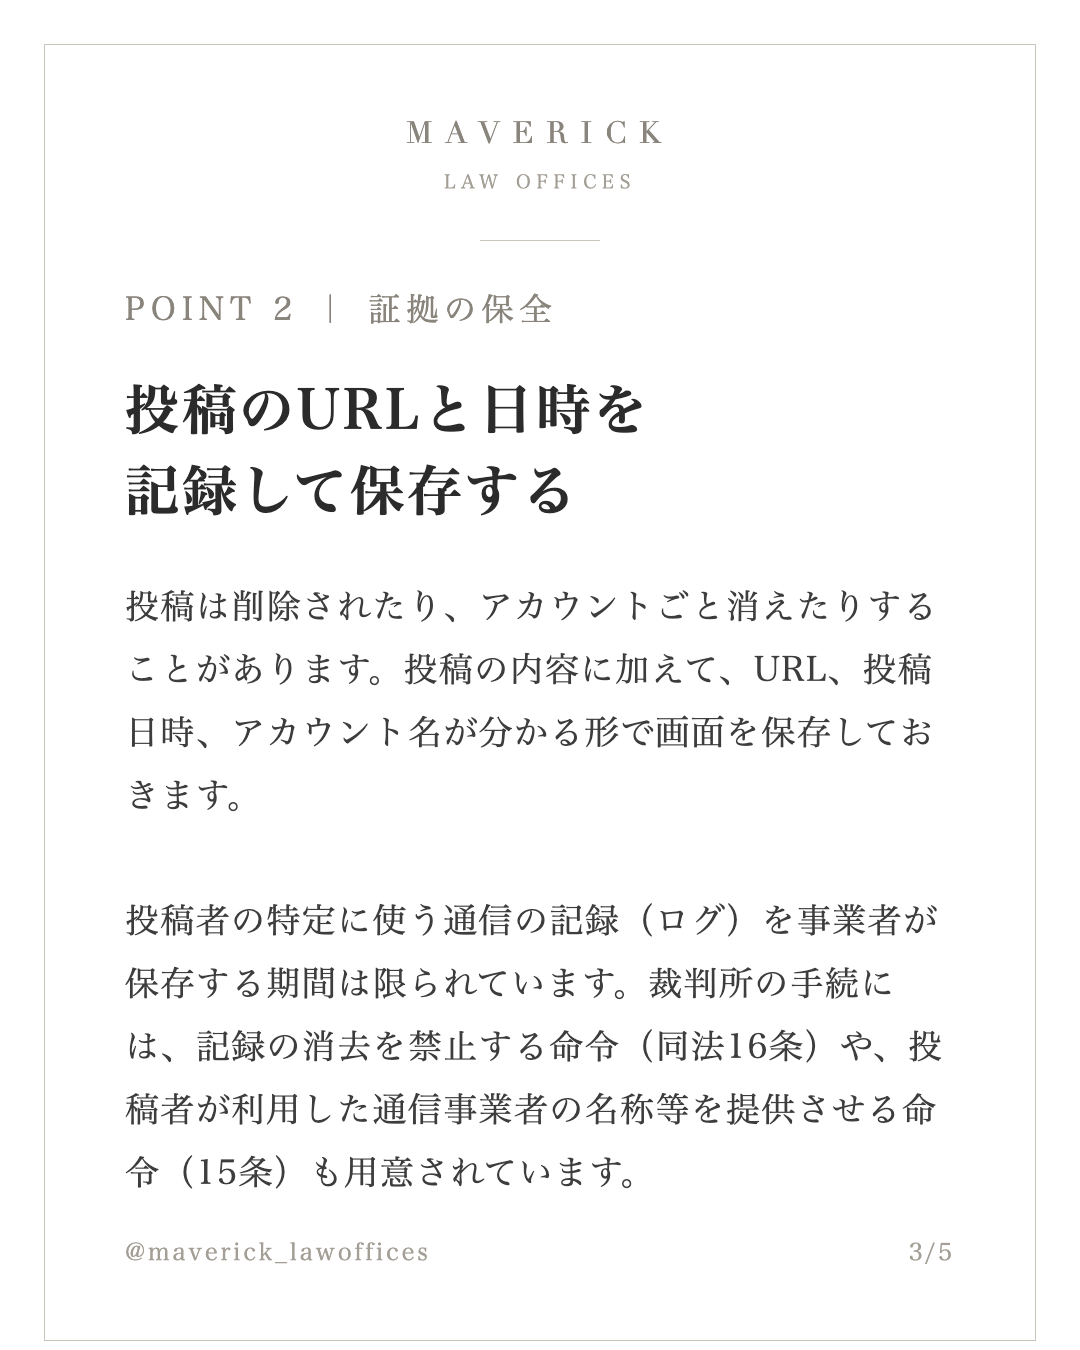 MAVERICK
LAW OFFICES
POINT 2 | 証拠の保全
投稿のURLと日時を
記録して保存する
投稿は削除されたり、アカウントごと消えたりする
ことがあります。投稿の内容に加えて、URL、投稿
日時、アカウント名が分かる形で画面を保存してお
きます。
投稿者の特定に使う通信の記録（ログ）を事業者が
保存する期間は限られています。裁判所の手続に
は、記録の消去を禁止する命令（同法16条）や、投
稿者が利用した通信事業者の名称等を提供させる命
令（15条）も用意されています。
@maverick_lawoffices
3/5